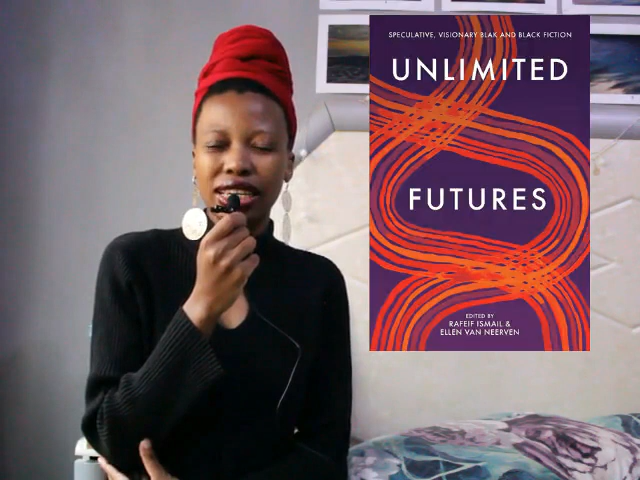 SPECULATIVE, VISIONARY BLAK AND BLACK FICTION
UNLIMITED
FUTURES
EDITED BY
RAFEIF ISMAIL &
ELLEN VAN NEERVEN